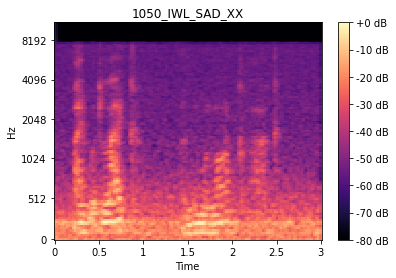 1050_IWL_SAD_XX
8192
4096
2048
1024
512
0
Hz
0
0.5
1
1.5
2
2.5
3
Time
+0 dB
-10 dB
-20 dB
-30 dB
-40 dB
-50 dB
-60 dB
-70 dB
-80 dB